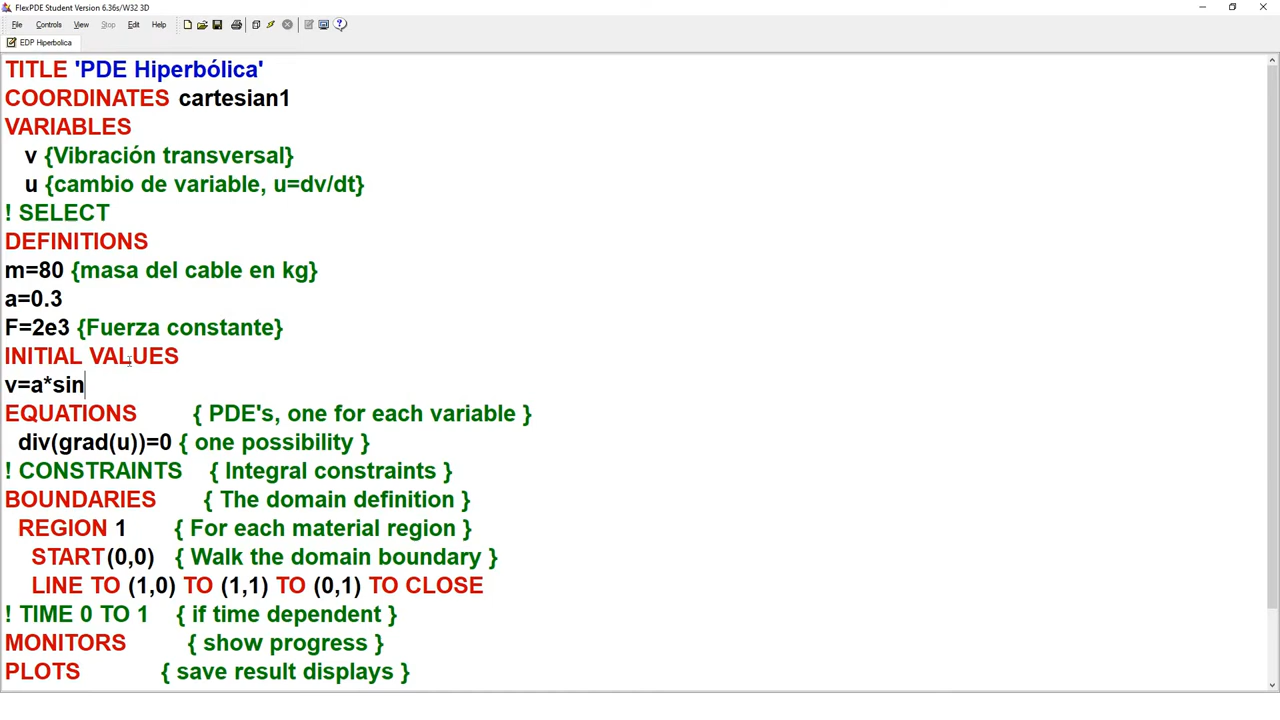 FlexPDE Student Version 6.36s/W32 3D
File Controls View Stop Edit Help
EDP Hiperbolica
TITLE 'PDE Hiperbólica'
COORDINATES cartesian1
VARIABLES
v {Vibración transversal}
u {cambio de variable, u=dv/dt}
! SELECT
DEFINITIONS
m=80 {masa del cable en kg}
a=0.3
F=2e3 {Fuerza constante}
INITIAL VALUES
v=a*sin
EQUATIONS { PDE's, one for each variable }
div(grad(u))=0 { one possibility }
! CONSTRAINTS { Integral constraints }
BOUNDARIES { The domain definition }
REGION 1 { For each material region }
START(0,0) { Walk the domain boundary }
LINE TO (1,0) TO (1,1) TO (0,1) TO CLOSE
! TIME 0 TO 1 { if time dependent }
MONITORS { show progress }
PLOTS { save result displays }